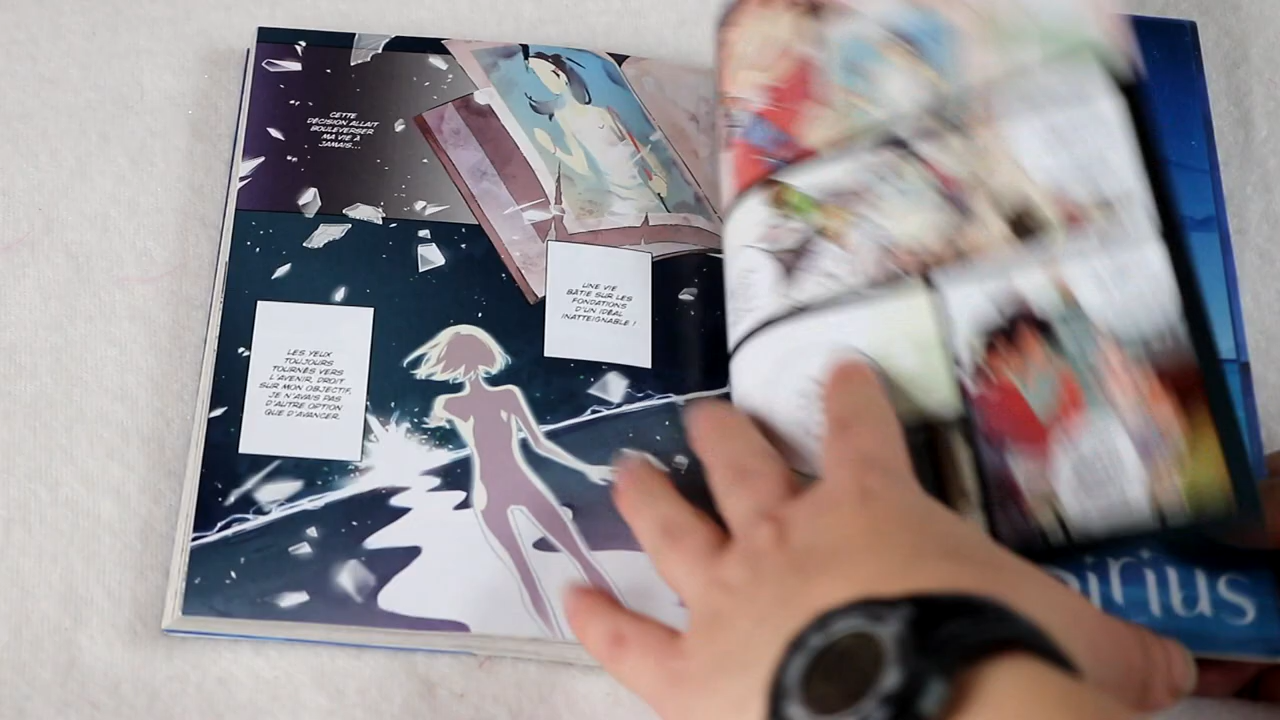 CETTE
DÉCISION ALLAIT
BOULEVERSER
MA VIE À
JAMAIS...
UNE VIE
BÂTIE SUR LES
FONDATIONS
D'UN IDÉAL
INATTEIGNABLE !
LES YEUX
TOUJOURS
TOURNÉS VERS
L'AVENIR, DROIT
SUR MON OBJECTIF,
JE N'AVAIS PAS
D'AUTRE OPTION
QUE D'AVANCER.
irius